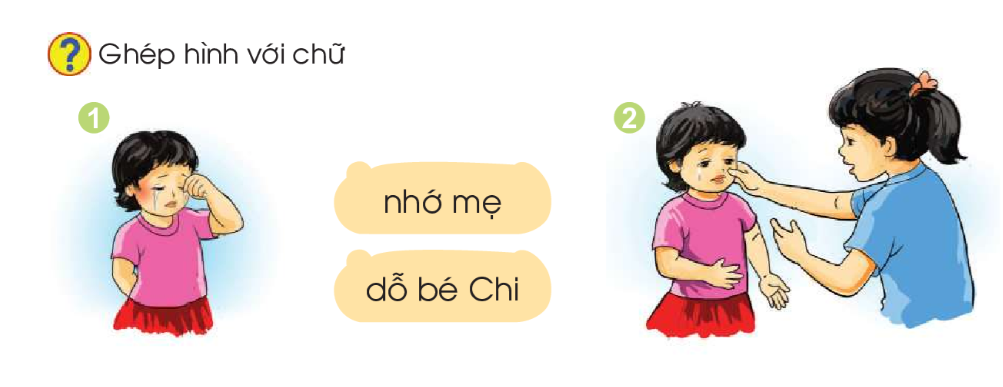 ? Ghép hình với chữ
1
2
nhớ mẹ
dỗ bé Chi